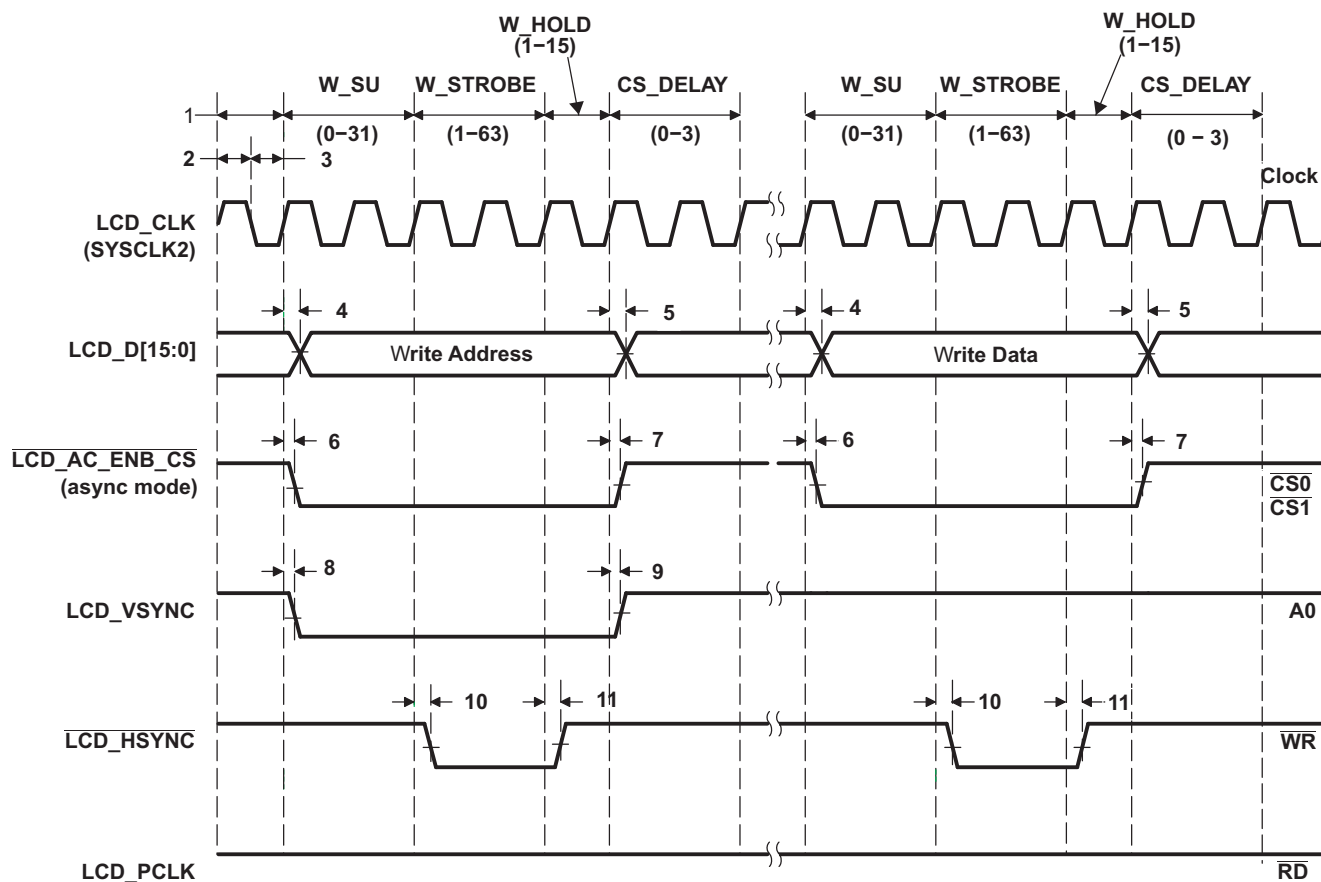 W_HOLD
(1−15)
W_HOLD
(1−15)
W_SU W_STROBE CS_DELAY W_SU W_STROBE CS_DELAY
1
(0−31) (1−63) (0−3) (0−31) (1−63) (0 − 3)
2 3
Clock
LCD_CLK
(SYSCLK2)
4 5 4 5
LCD_D[15:0] Write Address Write Data
6 7 6 7
LCD_AC_ENB_CS
(async mode)
CS0
CS1
8 9
LCD_VSYNC A0
10 11 10 11
LCD_HSYNC WR
LCD_PCLK RD